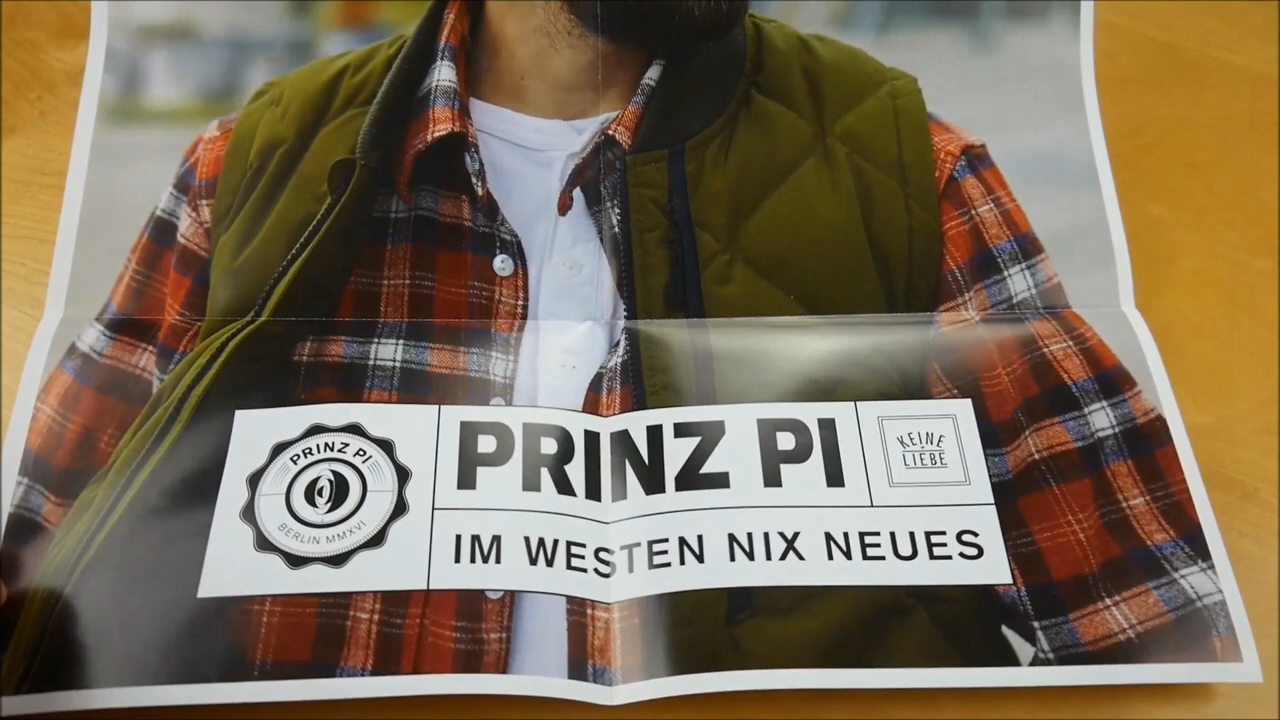 PRINZ PI
BERLIN MMXVI
PRINZ PI
KEINE
LIEBE
IM WESTEN NIX NEUES